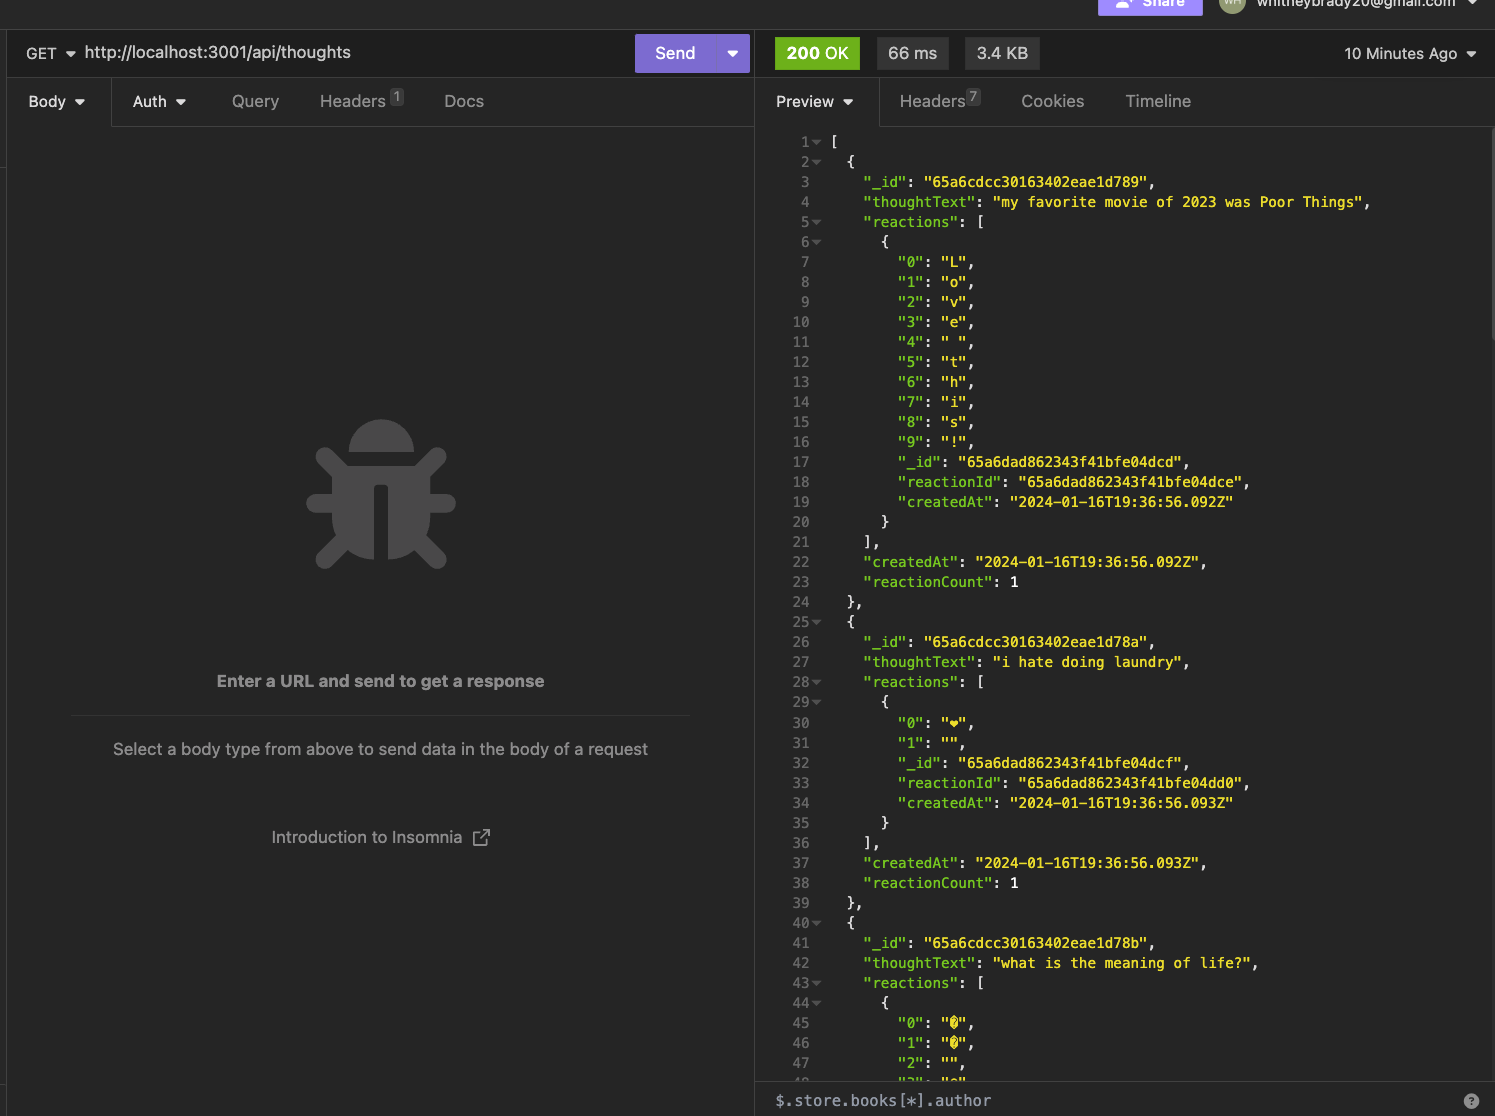 Share
WH
whitneybrady20@gmail.com
GET
http://localhost:3001/api/thoughts
Send
200 OK
66 ms
3.4 KB
10 Minutes Ago
Body
Auth
Query
Headers 1
Docs
Preview
Headers 7
Cookies
Timeline
Enter a URL and send to get a response
Select a body type from above to send data in the body of a request
Introduction to Insomnia
1 [
2 {
3 "_id": "65a6cdcc30163402eae1d789",
4 "thoughtText": "my favorite movie of 2023 was Poor Things",
5 "reactions": [
6 {
7 "0": "L",
8 "1": "o",
9 "2": "v",
10 "3": "e",
11 "4": " ",
12 "5": "t",
13 "6": "h",
14 "7": "i",
15 "8": "s",
16 "9": "!",
17 "_id": "65a6dad862343f41bfe04dcd",
18 "reactionId": "65a6dad862343f41bfe04dce",
19 "createdAt": "2024-01-16T19:36:56.092Z"
20 }
21 ],
22 "createdAt": "2024-01-16T19:36:56.092Z",
23 "reactionCount": 1
24 },
25 {
26 "_id": "65a6cdcc30163402eae1d78a",
27 "thoughtText": "i hate doing laundry",
28 "reactions": [
29 {
30 "0": "❤",
31 "1": "",
32 "_id": "65a6dad862343f41bfe04dcf",
33 "reactionId": "65a6dad862343f41bfe04dd0",
34 "createdAt": "2024-01-16T19:36:56.093Z"
35 }
36 ],
37 "createdAt": "2024-01-16T19:36:56.093Z",
38 "reactionCount": 1
39 },
40 {
41 "_id": "65a6cdcc30163402eae1d78b",
42 "thoughtText": "what is the meaning of life?",
43 "reactions": [
44 {
45 "0": "�",
46 "1": "�",
47 "2": "",
$.store.books[*].author
?